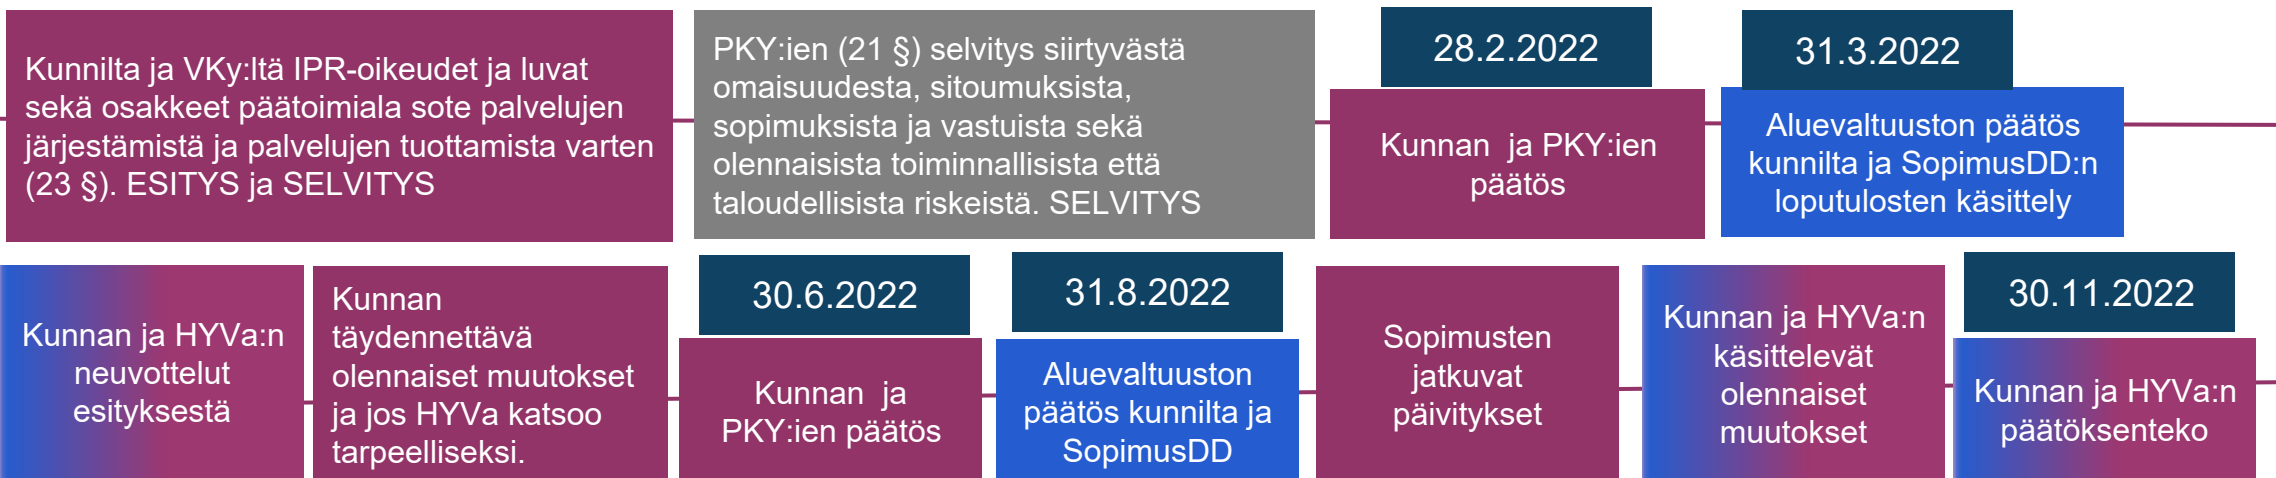 Kunnilta ja VKy:ltä IPR-oikeudet ja luvat
sekä osakkeet päätoimiala sote palvelujen
järjestämistä ja palvelujen tuottamista varten
(23 §). ESITYS ja SELVITYS
PKY:ien (21 §) selvitys siirtyvästä
omaisuudesta, sitoumuksista,
sopimuksista ja vastuista sekä
olennaisista toiminnallisista että
taloudellisista riskeistä. SELVITYS
28.2.2022
Kunnan ja PKY:ien
päätös
31.3.2022
Aluevaltuuston päätös
kunnilta ja SopimusDD:n
loputulosten käsittely
Kunnan ja HYVa:n
neuvottelut
esityksestä
Kunnan
täydennettävä
olennaiset muutokset
ja jos HYVa katsoo
tarpeelliseksi.
30.6.2022
Kunnan ja
PKY:ien päätös
31.8.2022
Aluevaltuuston
päätös kunnilta ja
SopimusDD
Sopimusten
jatkuvat
päivitykset
Kunnan ja HYVa:n
käsittelevät
olennaiset
muutokset
30.11.2022
Kunnan ja HYVa:n
päätöksenteko